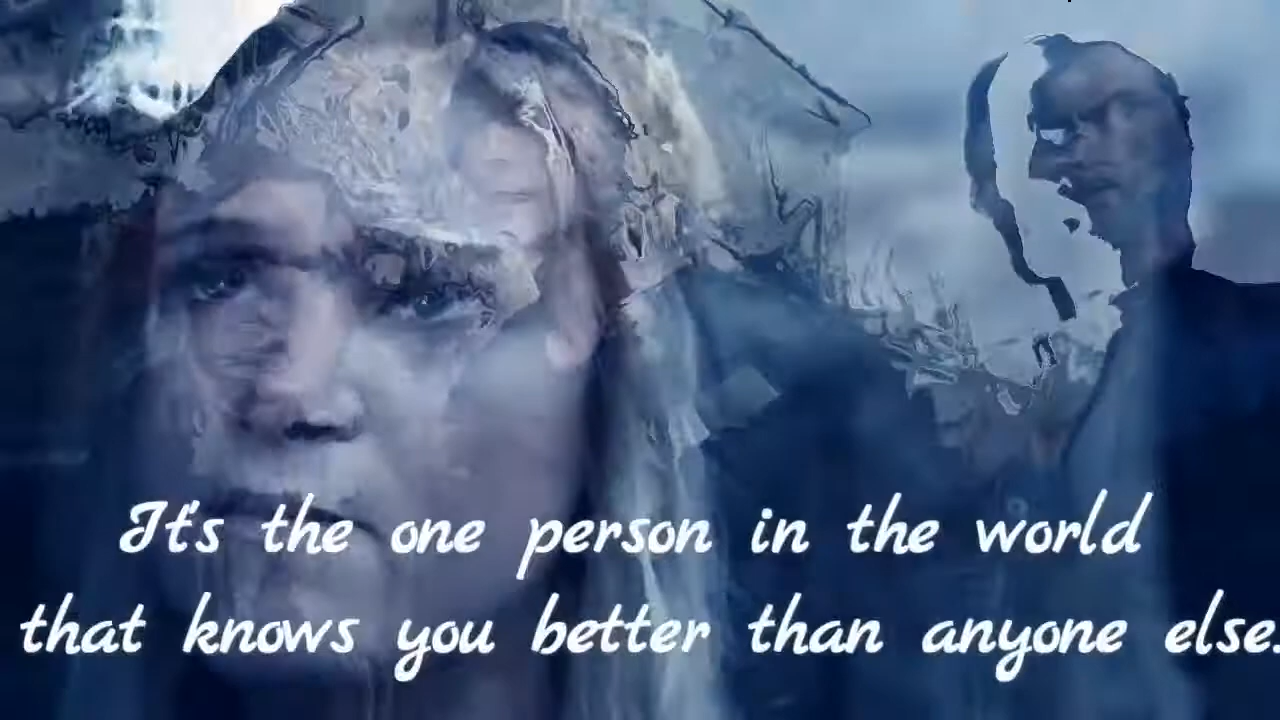 It's the one person in the world
that knows you better than anyone else.